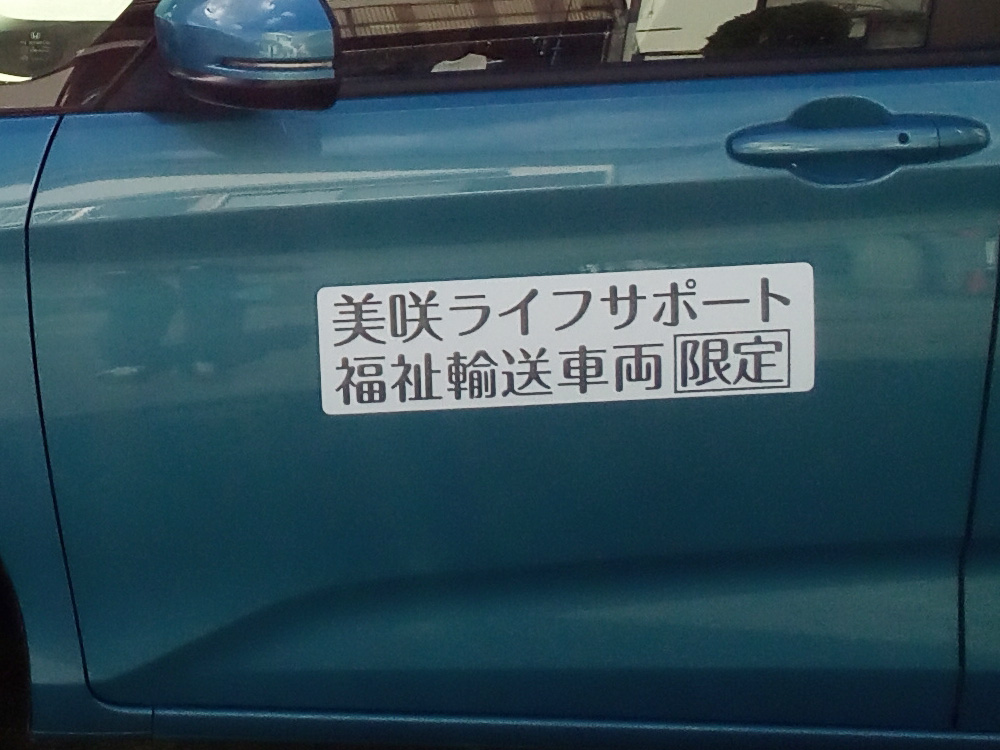 美咲ライフサポート
福祉輸送車両 限定